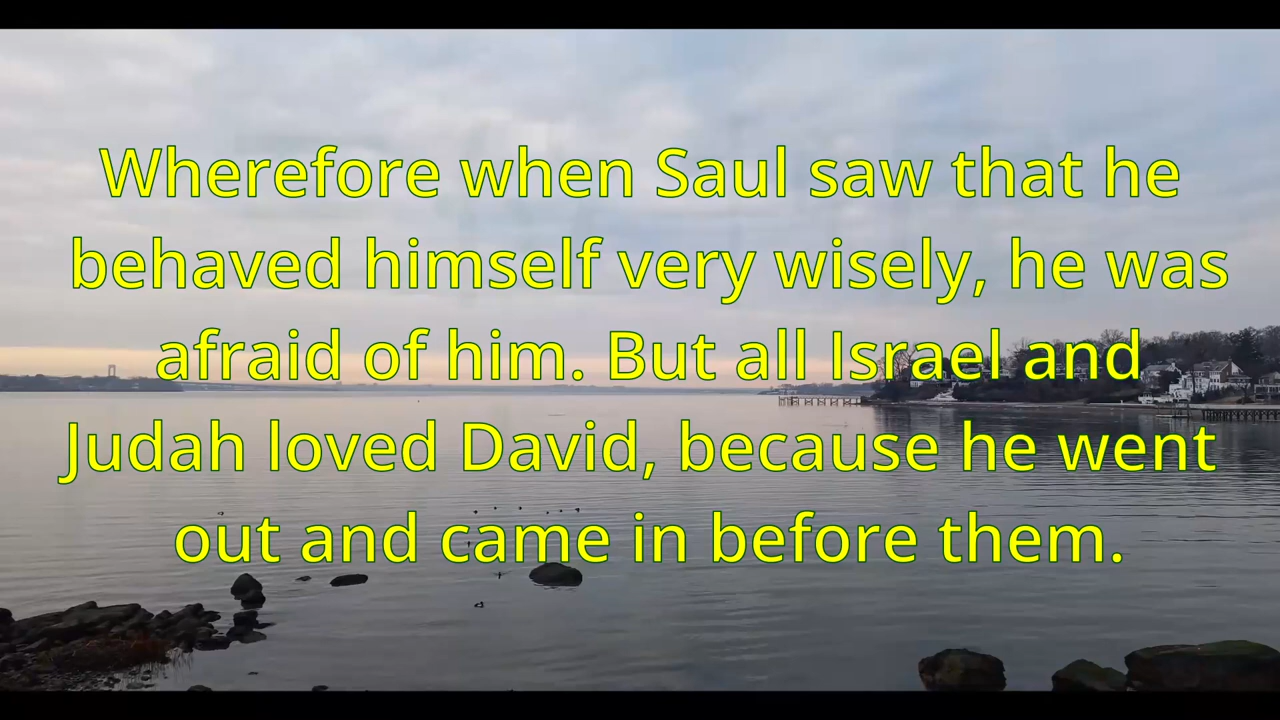 Wherefore when Saul saw that he
behaved himself very wisely, he was
afraid of him. But all Israel and
Judah loved David, because he went
out and came in before them.